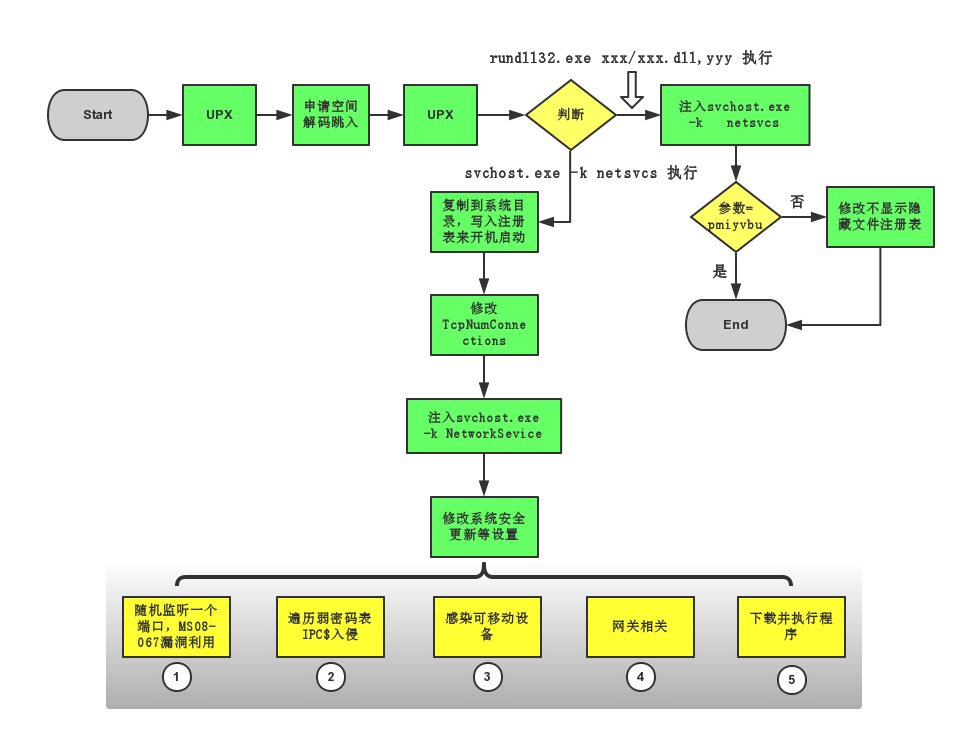 rundll32.exe xxx/xxx.dll,yyy 执行
Start
UPX
申请空间
解码跳入
UPX
判断
注入svchost.exe
-k netsvcs
svchost.exe -k netsvcs 执行
复制到系统目
录，写入注册
表来开机启动
参数=
pmiyvbu
否
修改不显示隐
藏文件注册表
是
End
修改
TcpNumConne
ctions
注入svchost.exe
-k NetworkSevice
修改系统安全
更新等设置
随机监听一个
端口，MS08-
067漏洞利用
遍历弱密码表
IPC$入侵
感染可移动设
备
网关相关
下载并执行程
序
1
2
3
4
5